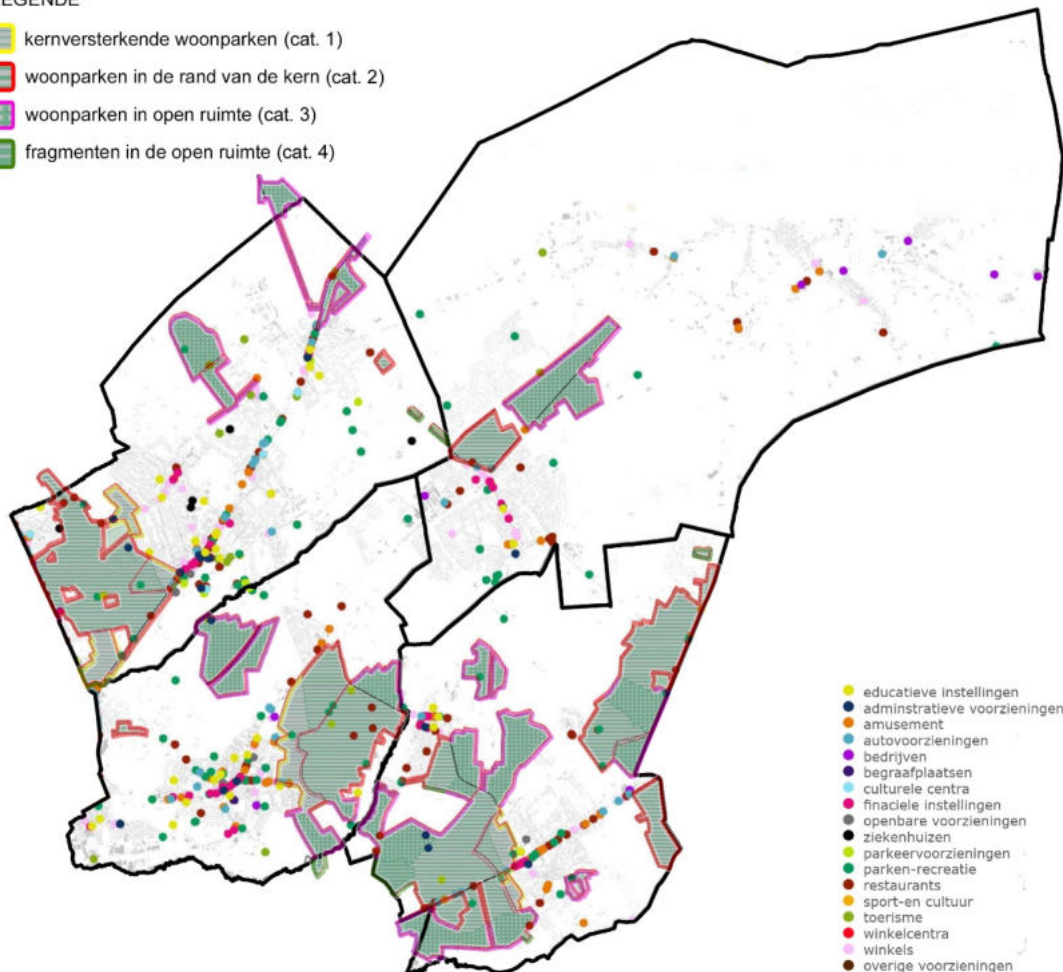 LEGENDE
kernversterkende woonparken (cat. 1)
woonparken in de rand van de kern (cat. 2)
woonparken in open ruimte (cat. 3)
fragmenten in de open ruimte (cat. 4)
educatieve instellingen
adminstratieve voorzieningen
amusement
autovoorzieningen
bedrijven
begraafplaatsen
culturele centra
finaciele instellingen
openbare voorzieningen
ziekenhuizen
parkeervoorzieningen
parken-recreatie
restaurants
sport-en cultuur
toerisme
winkelcentra
winkels
overige voorzieningen